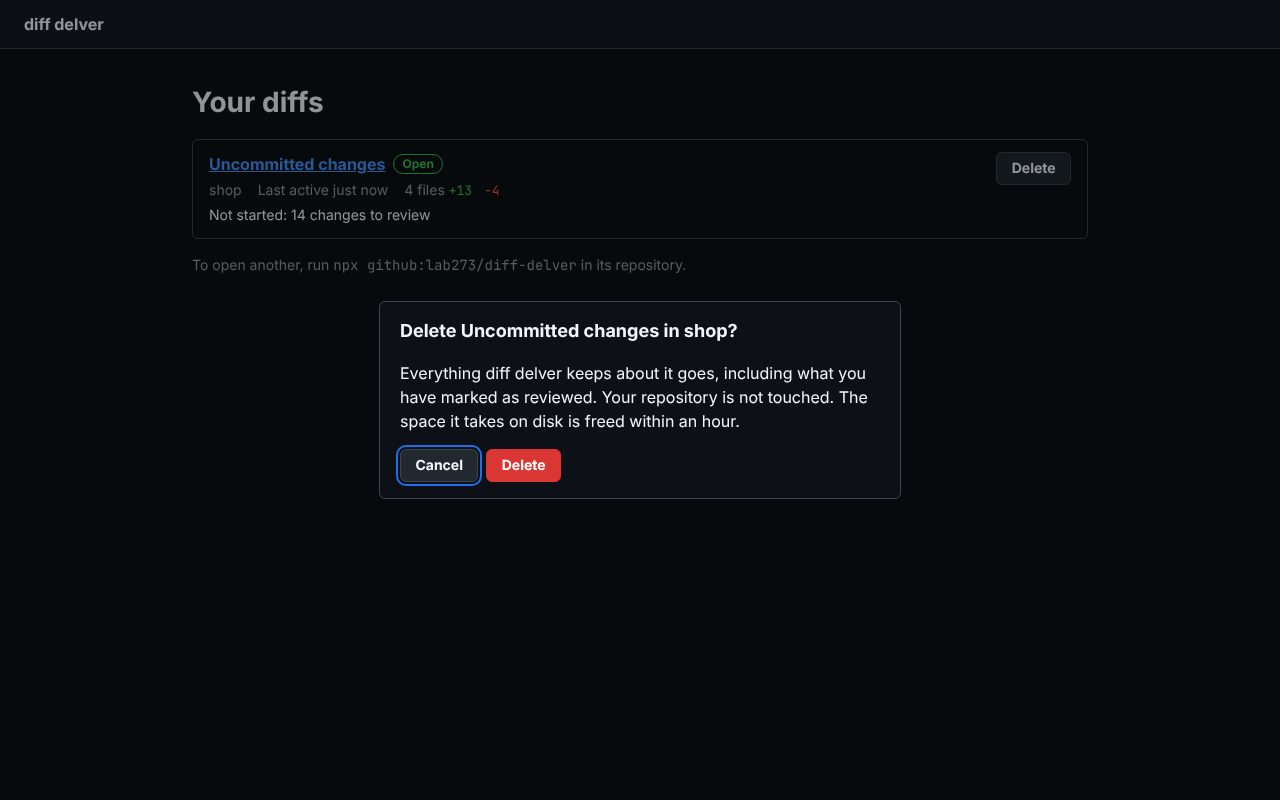 diff delver
Your diffs
Uncommitted changes Open
Delete
shop Last active just now 4 files +13 -4
Not started: 14 changes to review
To open another, run npx github:lab273/diff-delver in its repository.
Delete Uncommitted changes in shop?
Everything diff delver keeps about it goes, including what you
have marked as reviewed. Your repository is not touched. The
space it takes on disk is freed within an hour.
Cancel Delete